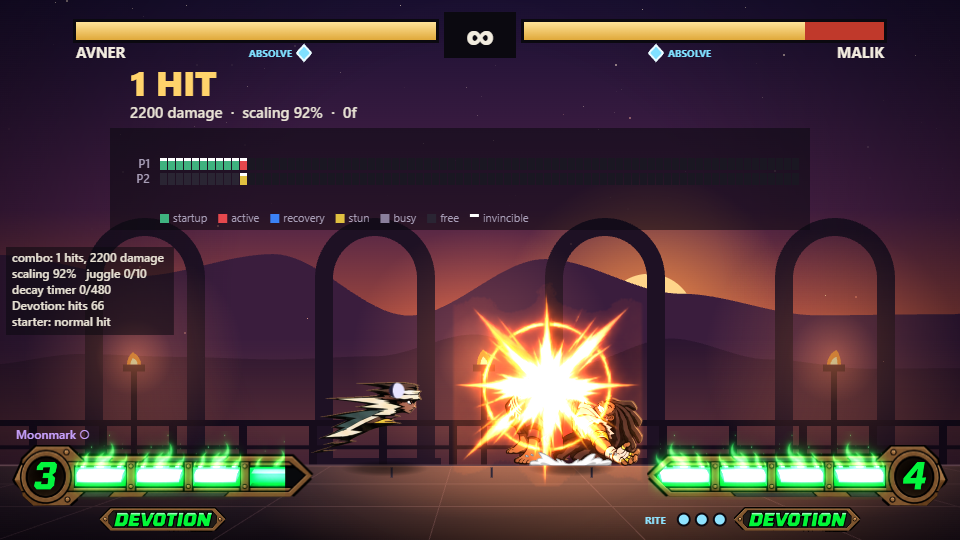 ∞
AVNER
ABSOLVE
ABSOLVE
MALIK
1 HIT
2200 damage · scaling 92% · 0f
P1
P2
startup active recovery stun busy free invincible
combo: 1 hits, 2200 damage
scaling 92% juggle 0/10
decay timer 0/480
Devotion: hits 66
starter: normal hit
Moonmark
3
4
DEVOTION
RITE
DEVOTION